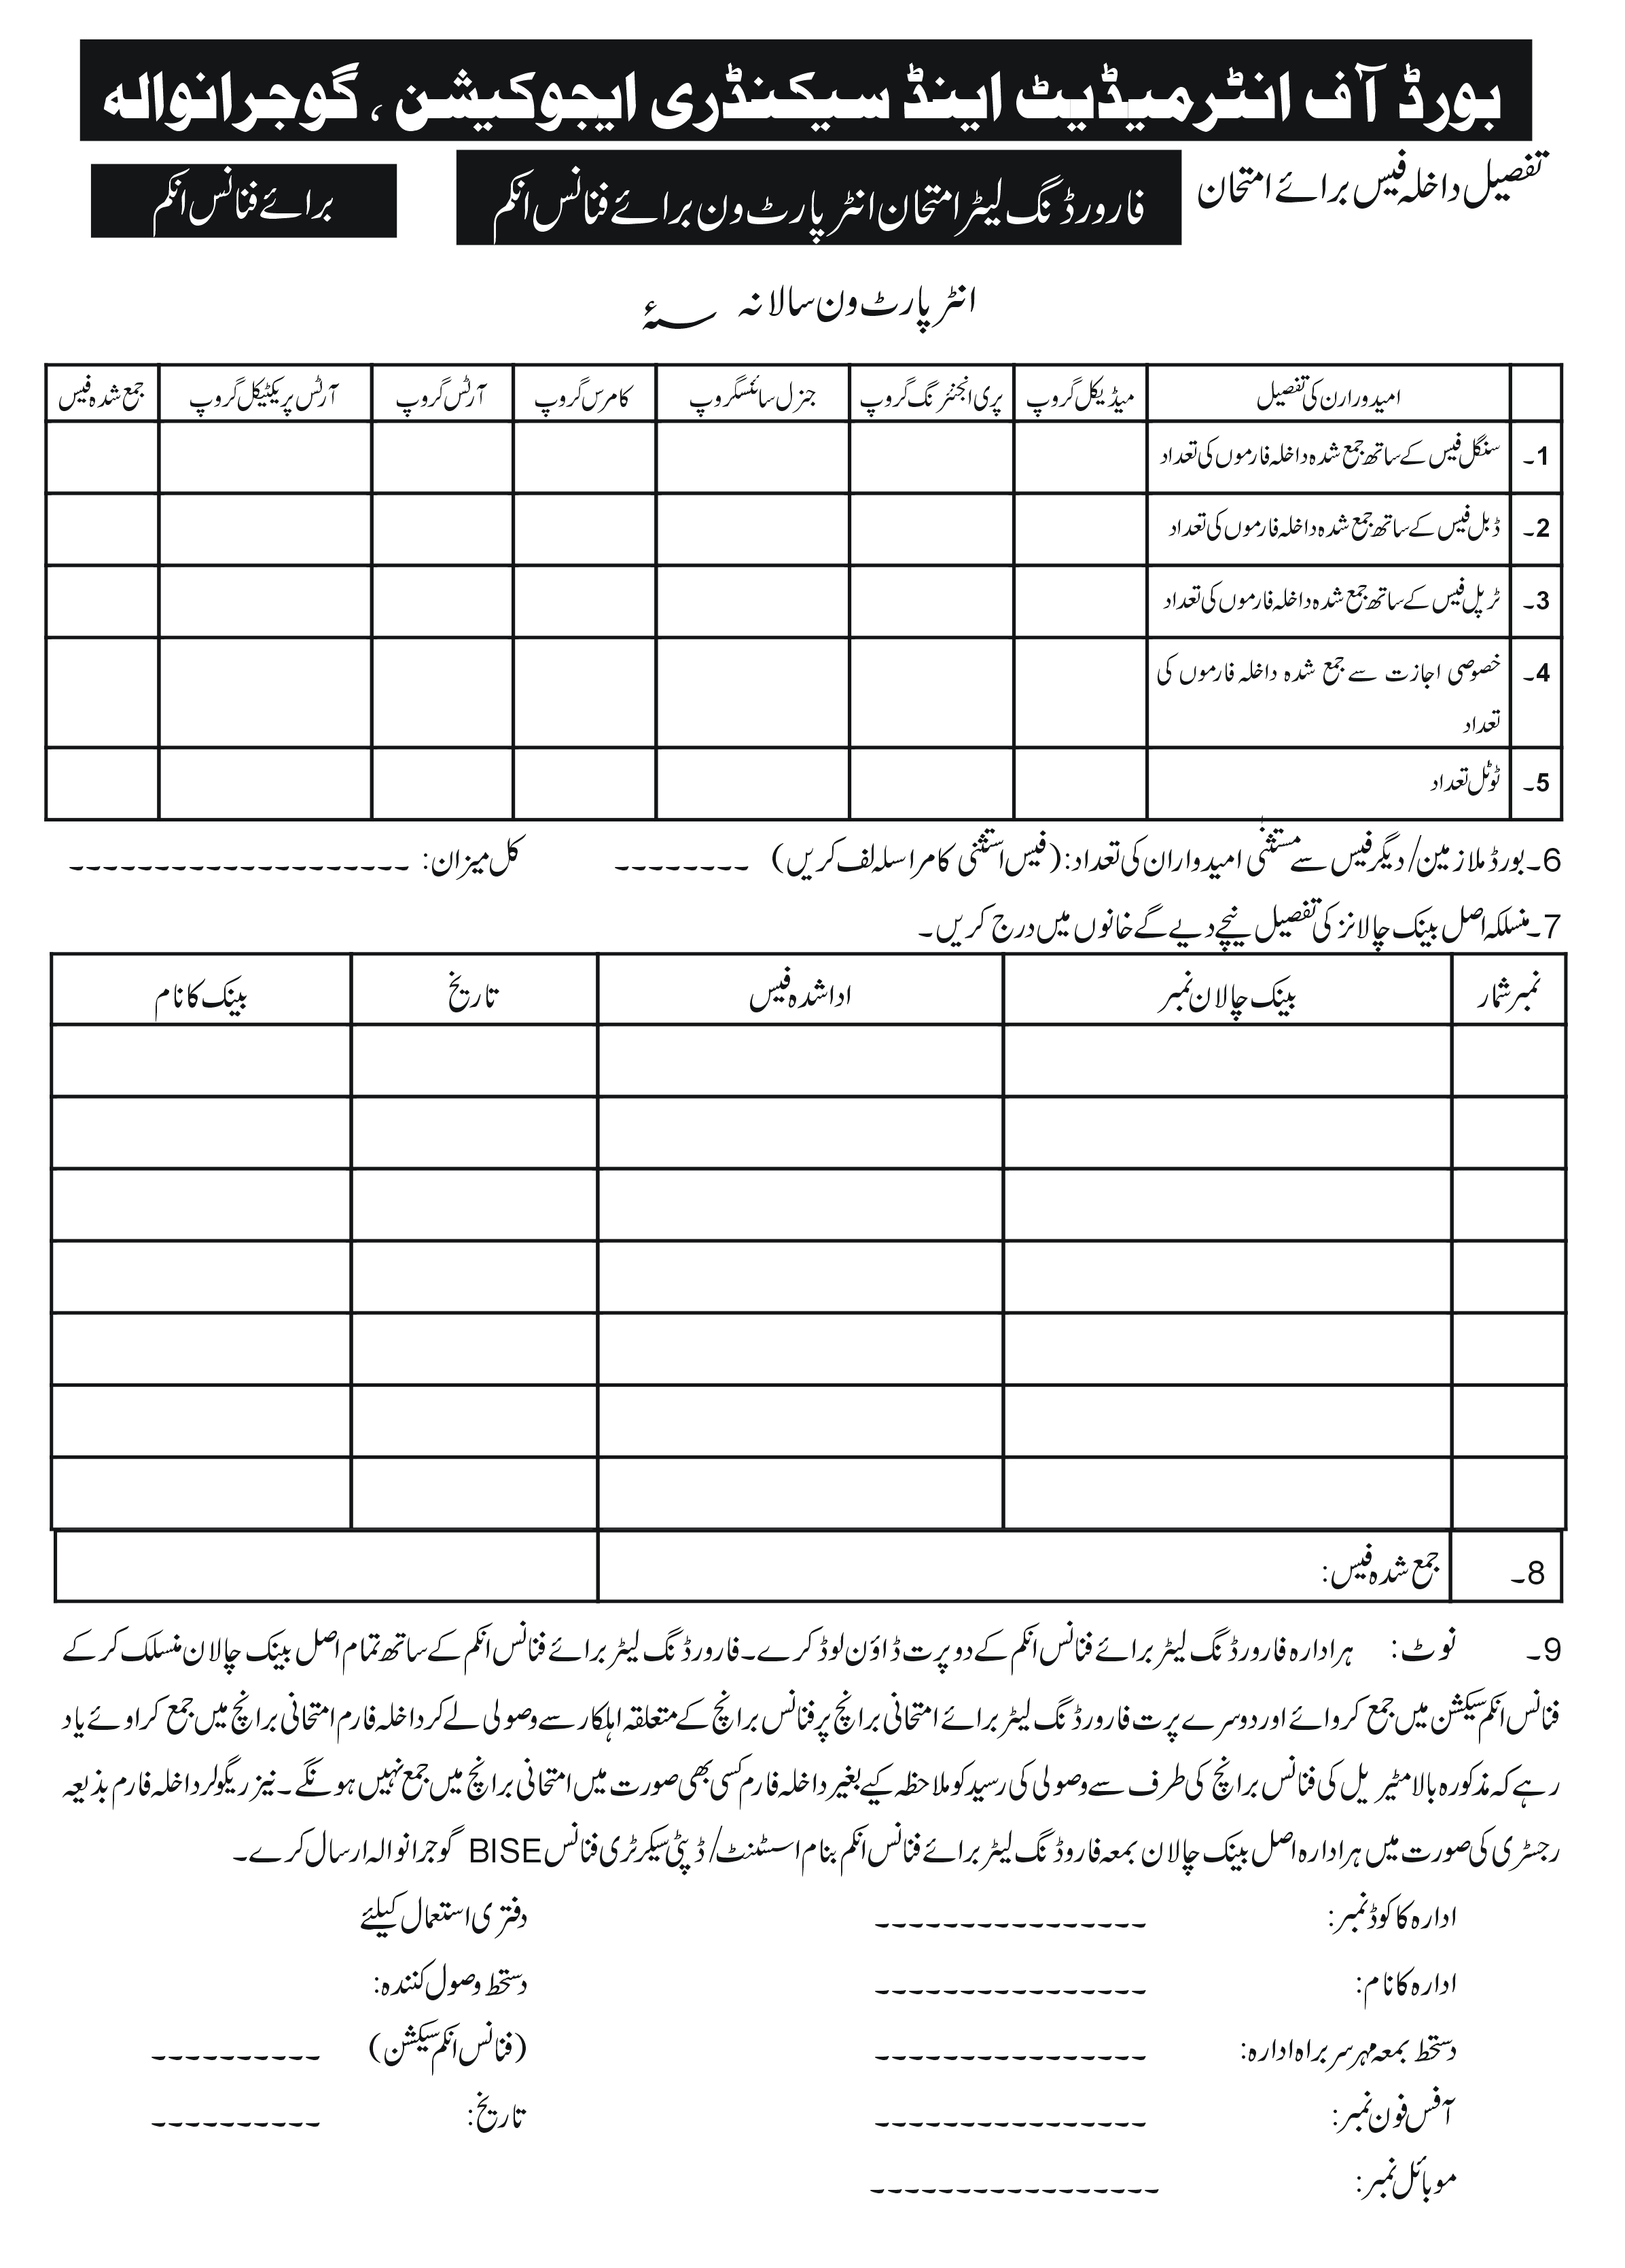 بورڈ آف انٹرمیڈیٹ اینڈ سیکنڈری ایجوکیشن ، گوجرانوالہ
تفصیل داخلہ فیس برائے امتحان فارورڈنگ لیٹر امتحان انٹر پارٹ ون برائے فنانس انکم برائے فنانس انکم
انٹر پارٹ ون سالانہ ؁ء
امیدوراران کی تفصیل میڈیکل گروپ پری انجنئرنگ گروپ جنرل سائنس گروپ کامرس گروپ آرٹس گروپ آرٹس پریکٹیکل گروپ جمع شدہ فیس
1۔ سنگل فیس کے ساتھ جمع شدہ داخلہ فارموں کی تعداد
2۔ ڈبل فیس کے ساتھ جمع شدہ داخلہ فارموں کی تعداد
3۔ ٹرپل فیس کے ساتھ جمع شدہ داخلہ فارموں کی تعداد
4۔ خصوصی اجازت سے جمع شدہ داخلہ فارموں کی
تعداد
5۔ ٹوٹل تعداد
6۔ بورڈ ملازمین/ دیگر فیس سے مستثنٰی امیدواران کی تعداد: (فیس استثنی کا مراسلہ لف کریں) ۔۔۔۔۔۔۔۔ کل میزان: ۔۔۔۔۔۔۔۔۔۔۔۔۔۔۔۔۔۔۔۔
7۔ منسلکہ اصل بینک چالانز کی تفصیل نیچے دیے گے خانوں میں درج کریں۔
نمبر شمار بینک چالان نمبر ادا شدہ فیس تاریخ بینک کا نام
8۔ جمع شدہ فیس:
9۔ نوٹ: ہر ادارہ فارورڈنگ لیٹر برائے فنانس انکم کے دو پرت ڈاؤن لوڈ کرے۔ فارورڈنگ لیٹر برائے فنانس انکم کے ساتھ تمام اصل بینک چالان منسلک کر کے
فنانس انکم سیکشن میں جمع کروائے اور دوسرے پرت فارورڈنگ لیٹر برائے امتحانی برانچ پر فنانس برانچ کے متعلقہ اہلکار سے وصولی لے کر داخلہ فارم امتحانی برانچ میں جمع کراوئے یاد
رہے کہ مذکورہ بالا مٹیریل کی فنانس برانچ کی طرف سے وصولی کی رسید کو ملاحظہ کیے بغیر داخلہ فارم کسی بھی صورت میں امتحانی برانچ میں جمع نہیں ہونگے۔ نیز ریگولر داخلہ فارم بذیعہ
رجسٹری کی صورت میں ہر ادارہ اصل بینک چالان بمعہ فاروڈنگ لیٹر برائے فنانس انکم بنام اسسٹنٹ/ ڈپٹی سیکرٹری فنانس BISE گوجرانوالہ ارسال کرے۔
ادارہ کا کوڈ نمبر: ۔۔۔۔۔۔۔۔۔۔۔۔۔۔۔۔ دفتری استعمال کیلئے
ادارہ کا نام: ۔۔۔۔۔۔۔۔۔۔۔۔۔۔۔۔ دستخط وصول کنندہ:
دستخط بمعہ مہر سربراہ ادارہ: ۔۔۔۔۔۔۔۔۔۔۔۔۔۔۔۔ (فنانس انکم سیکشن) ۔۔۔۔۔۔۔۔۔۔
آفس فون نمبر: ۔۔۔۔۔۔۔۔۔۔۔۔۔۔۔۔ تاریخ: ۔۔۔۔۔۔۔۔۔۔
موبائل نمبر: ۔۔۔۔۔۔۔۔۔۔۔۔۔۔۔۔۔